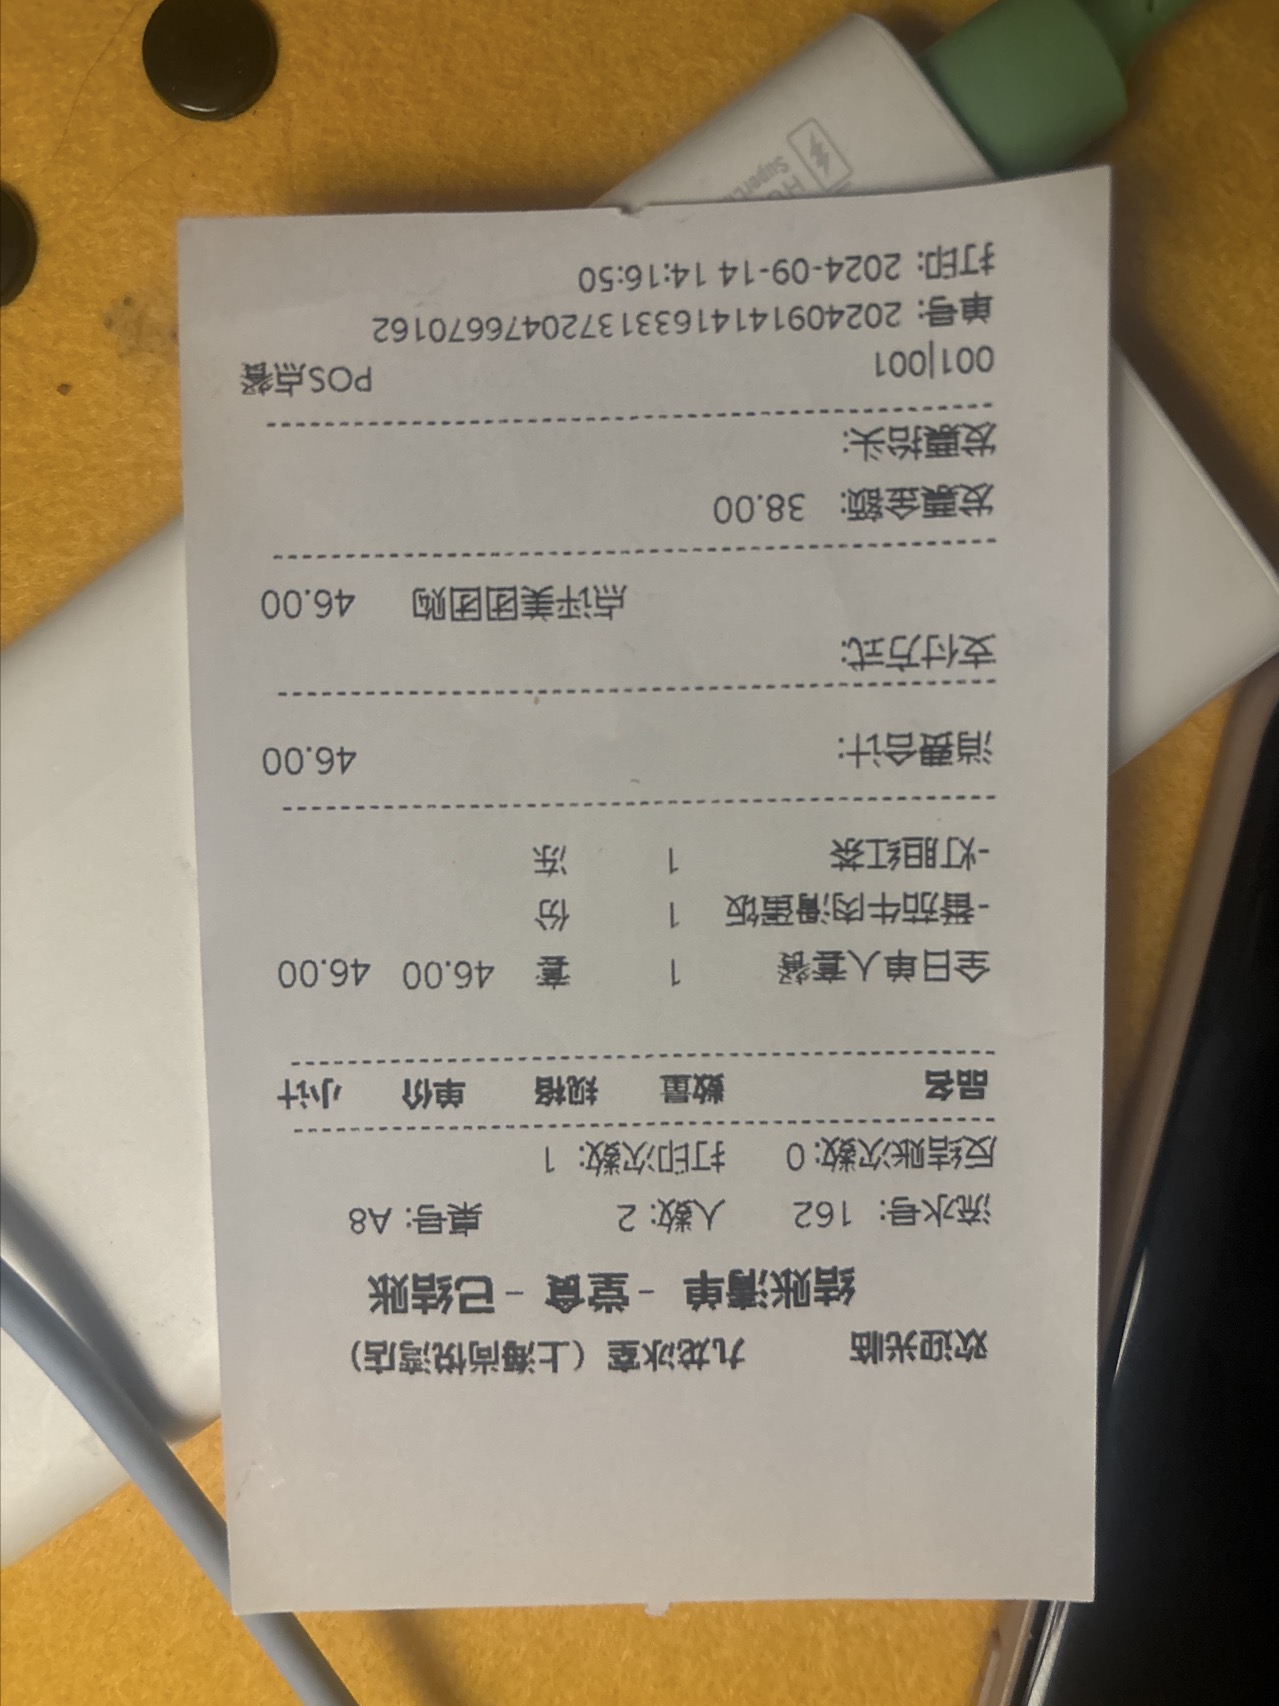 欢迎光临 九龙冰室（上海尚悦湾店）
结账清单 - 堂食 - 已结账
流水号: 162 人数: 2 桌号: A8
反结账次数: 0 打印次数: 1
品名 数量 规格 单价 小计
全日单人套餐 1 套 46.00 46.00
-番茄牛肉滑蛋饭 1 份
-灯胆红茶 1 冻
消费合计: 46.00
支付方式:
点评美团团购 46.00
发票金额: 38.00
发票抬头:
001|001 POS点餐
单号: 2024091414163313720476670162
打印: 2024-09-14 14:16:50